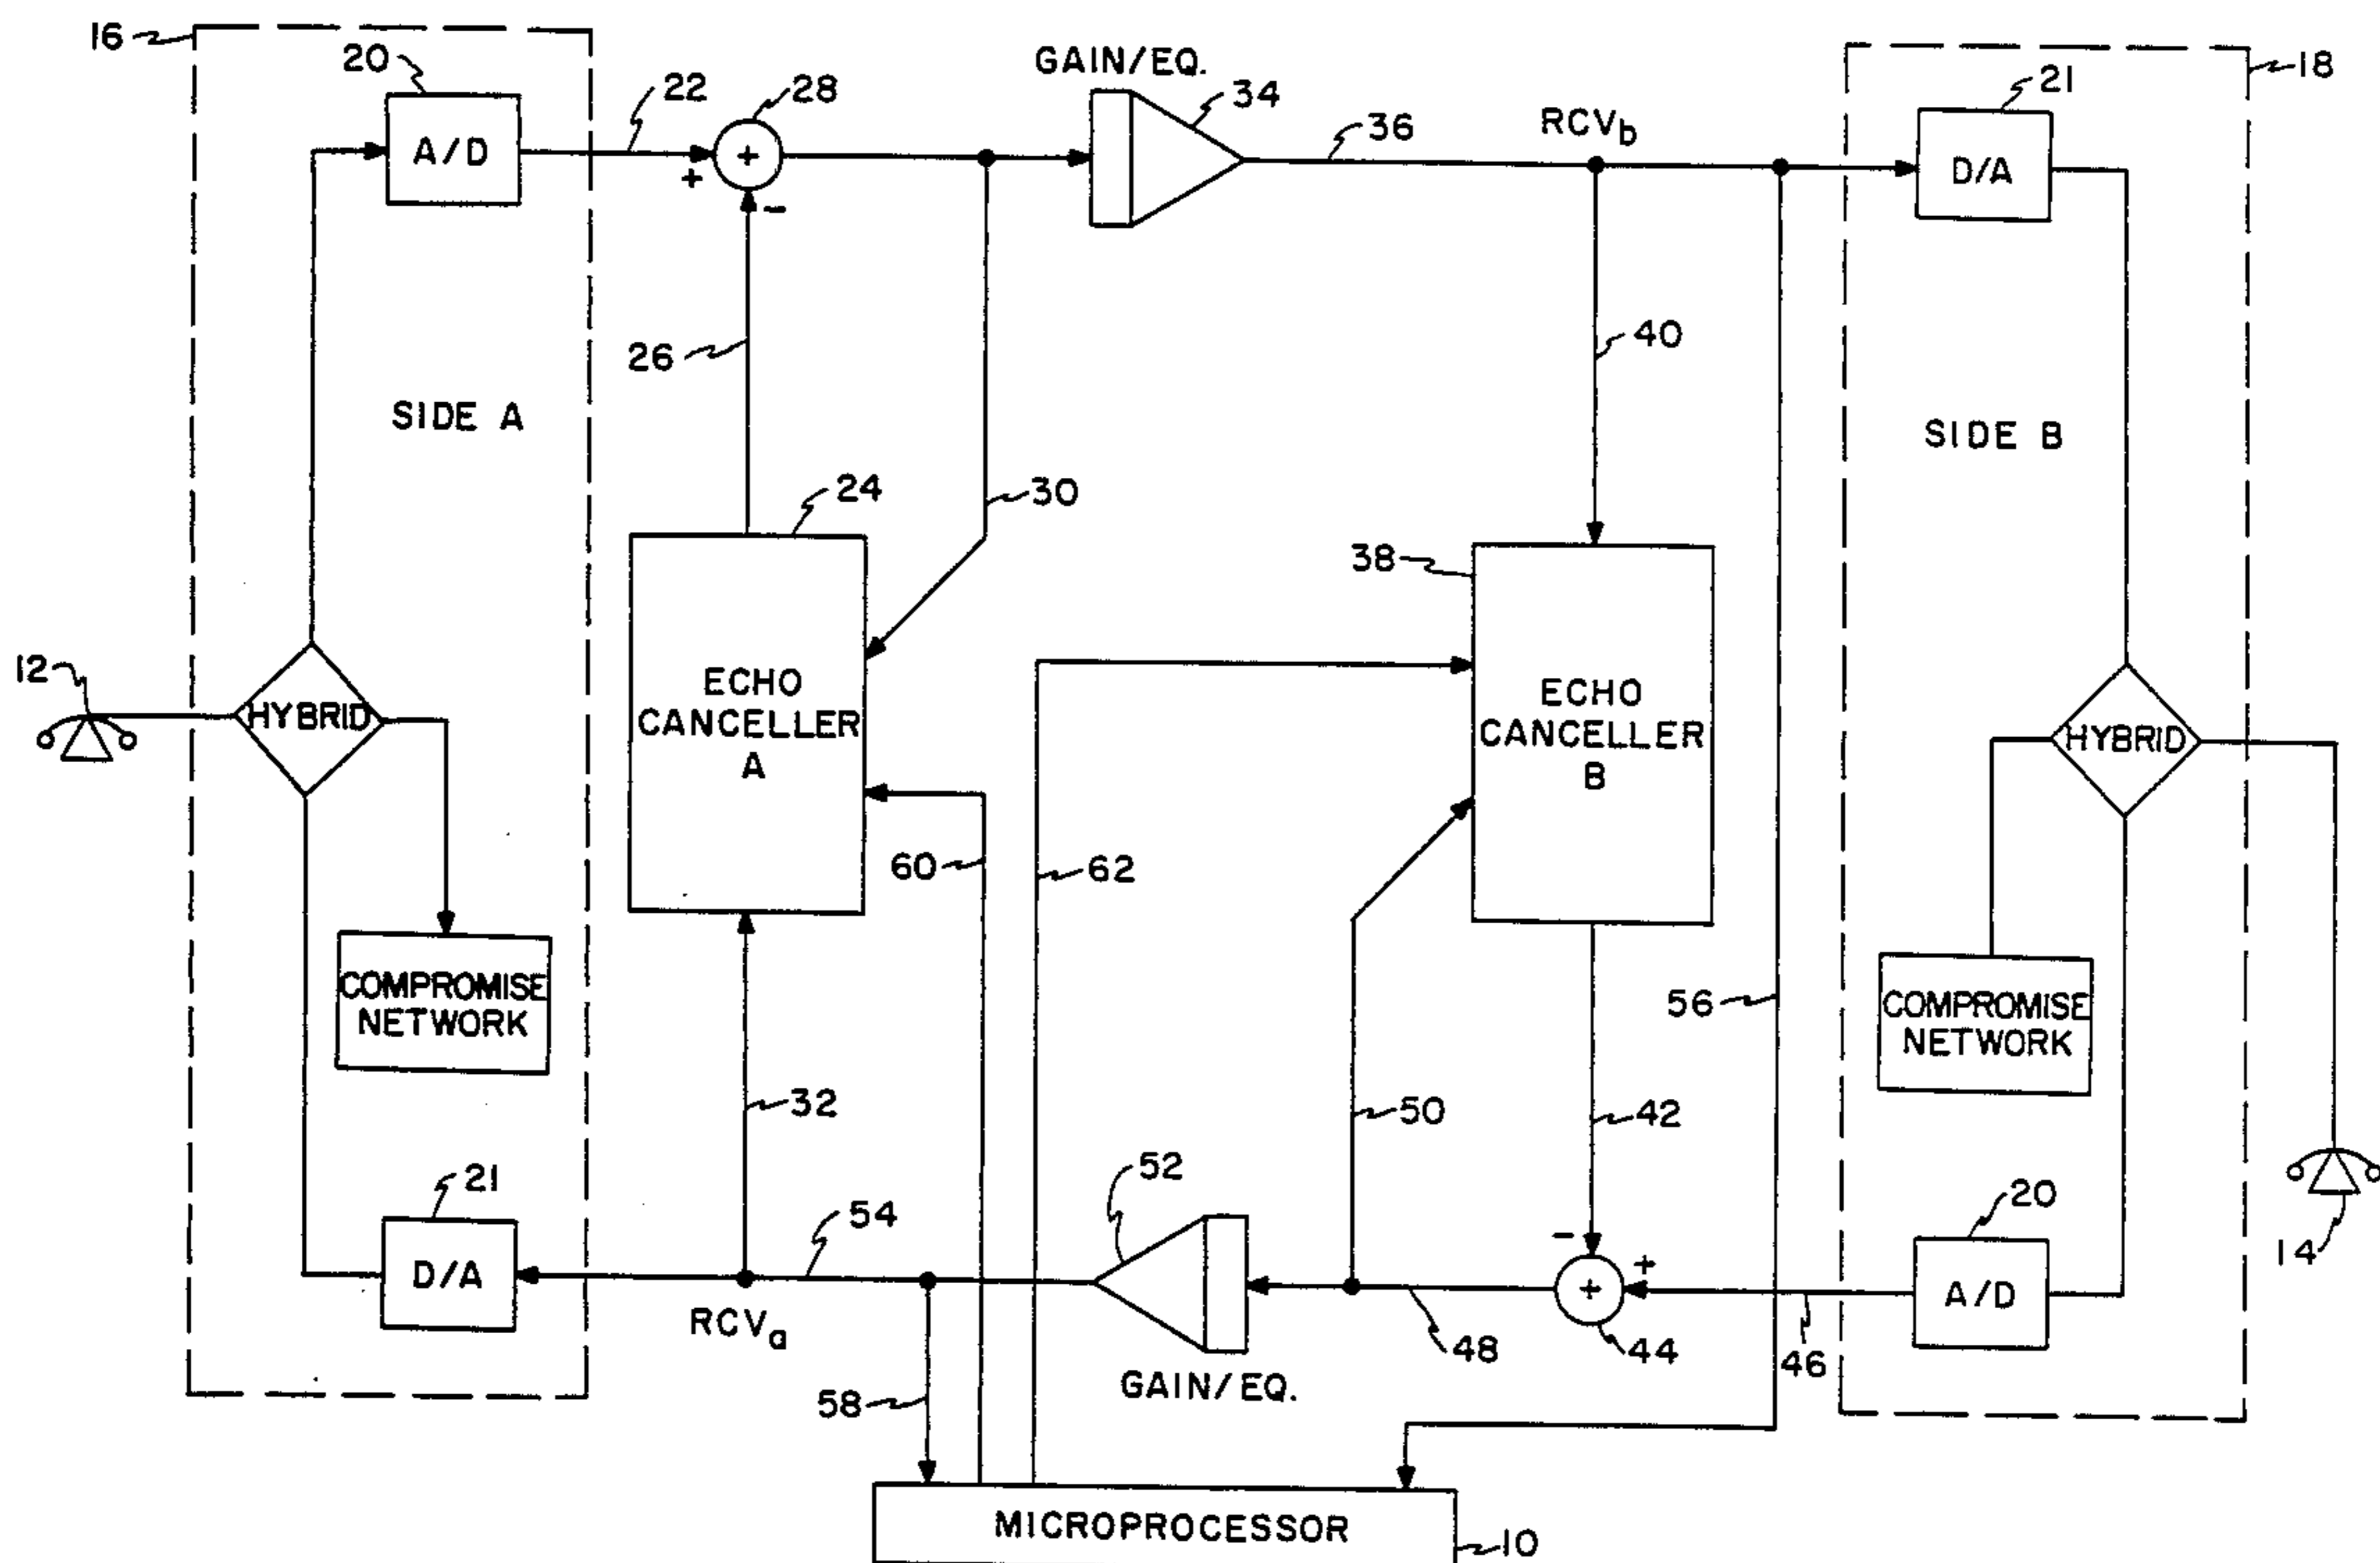 16
20
A/D
22
28
+
+
-
GAIN/EQ.
34
36
RCVb
21
D/A
18
26
SIDE A
40
SIDE B
24
30
38
12
HYBRID
ECHO
CANCELLER
A
ECHO
CANCELLER
B
HYBRID
60
62
COMPROMISE
NETWORK
56
COMPROMISE
NETWORK
32
50
42
21
D/A
54
RCVa
52
GAIN/EQ.
48
-
+
+
44
46
20
A/D
14
58
MICROPROCESSOR
10